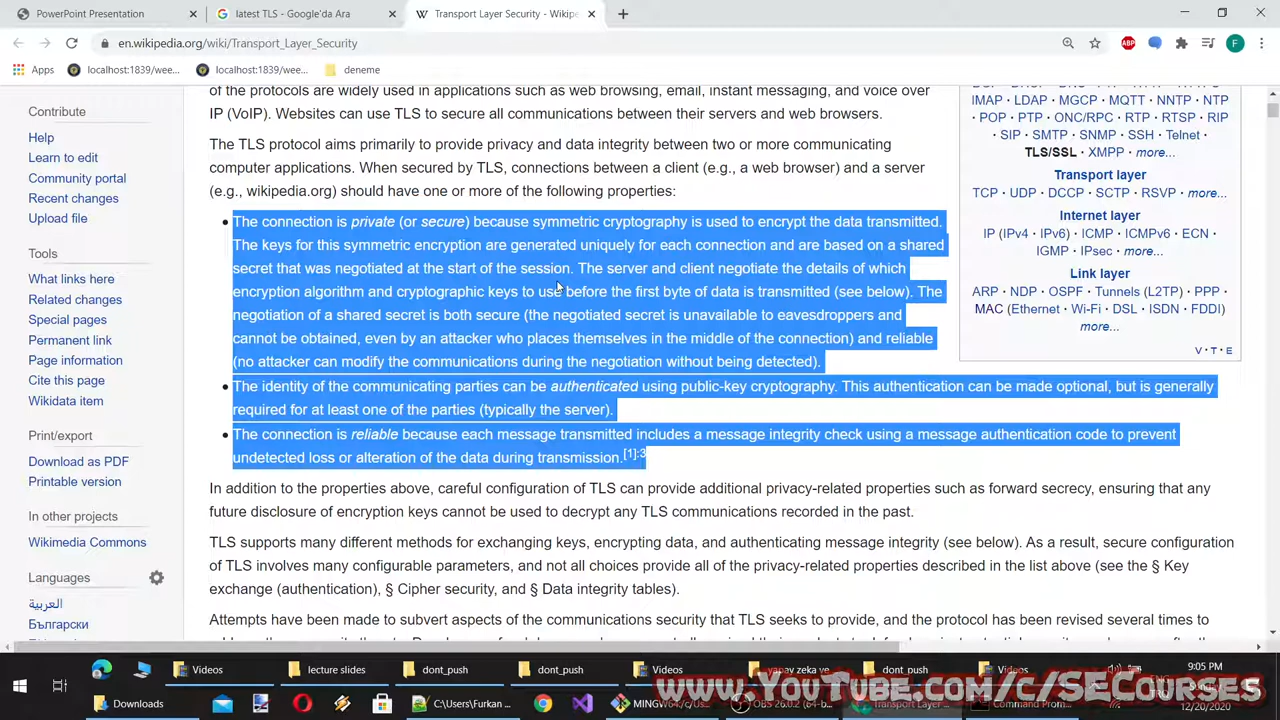 PowerPoint Presentation
latest TLS - Google'da Ara
Transport Layer Security - Wikipe
en.wikipedia.org/wiki/Transport_Layer_Security
ABP
F
Apps
localhost:1839/wee...
localhost:1839/wee...
deneme
Contribute
Help
Learn to edit
Community portal
Recent changes
Upload file
Tools
What links here
Related changes
Special pages
Permanent link
Page information
Cite this page
Wikidata item
Print/export
Download as PDF
Printable version
In other projects
Wikimedia Commons
Languages
العربية
Български
of the protocols are widely used in applications such as web browsing, email, instant messaging, and voice over
IP (VoIP). Websites can use TLS to secure all communications between their servers and web browsers.
The TLS protocol aims primarily to provide privacy and data integrity between two or more communicating
computer applications. When secured by TLS, connections between a client (e.g., a web browser) and a server
(e.g., wikipedia.org) should have one or more of the following properties:
• The connection is private (or secure) because symmetric cryptography is used to encrypt the data transmitted.
The keys for this symmetric encryption are generated uniquely for each connection and are based on a shared
secret that was negotiated at the start of the session. The server and client negotiate the details of which
encryption algorithm and cryptographic keys to use before the first byte of data is transmitted (see below). The
negotiation of a shared secret is both secure (the negotiated secret is unavailable to eavesdroppers and
cannot be obtained, even by an attacker who places themselves in the middle of the connection) and reliable
(no attacker can modify the communications during the negotiation without being detected).
• The identity of the communicating parties can be authenticated using public-key cryptography. This authentication can be made optional, but is generally
required for at least one of the parties (typically the server).
• The connection is reliable because each message transmitted includes a message integrity check using a message authentication code to prevent
undetected loss or alteration of the data during transmission.[1]:3
In addition to the properties above, careful configuration of TLS can provide additional privacy-related properties such as forward secrecy, ensuring that any
future disclosure of encryption keys cannot be used to decrypt any TLS communications recorded in the past.
TLS supports many different methods for exchanging keys, encrypting data, and authenticating message integrity (see below). As a result, secure configuration
of TLS involves many configurable parameters, and not all choices provide all of the privacy-related properties described in the list above (see the § Key
exchange (authentication), § Cipher security, and § Data integrity tables).
Attempts have been made to subvert aspects of the communications security that TLS seeks to provide, and the protocol has been revised several times to
IMAP · LDAP · MGCP · MQTT · NNTP · NTP
· POP · PTP · ONC/RPC · RTP · RTSP · RIP
· SIP · SMTP · SNMP · SSH · Telnet ·
TLS/SSL · XMPP · more...
Transport layer
TCP · UDP · DCCP · SCTP · RSVP · more...
Internet layer
IP (IPv4 · IPv6) · ICMP · ICMPv6 · ECN ·
IGMP · IPsec · more...
Link layer
ARP · NDP · OSPF · Tunnels (L2TP) · PPP ·
MAC (Ethernet · Wi-Fi · DSL · ISDN · FDDI)
more...
V · T · E
Videos
lecture slides
dont_push
dont_push
Videos
yapay zeka ve
dont_push
Videos
9:05 PM
Downloads
C:\Users\Furkan ...
MINGW64:/c/Us...
OBS 26.0.2 (64-b...
Transport Layer ...
Command Prom...
ENG
12/20/2020
www.YouTube.com/c/SECourses